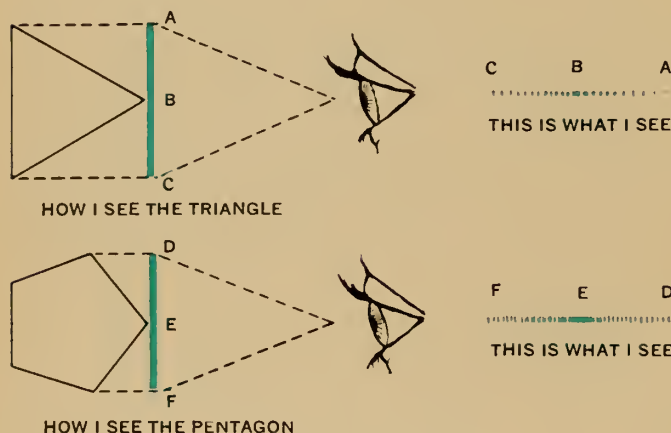 A
B
C
HOW I SEE THE TRIANGLE
C B A
THIS IS WHAT I SEE
D
E
F
HOW I SEE THE PENTAGON
F E D
THIS IS WHAT I SEE